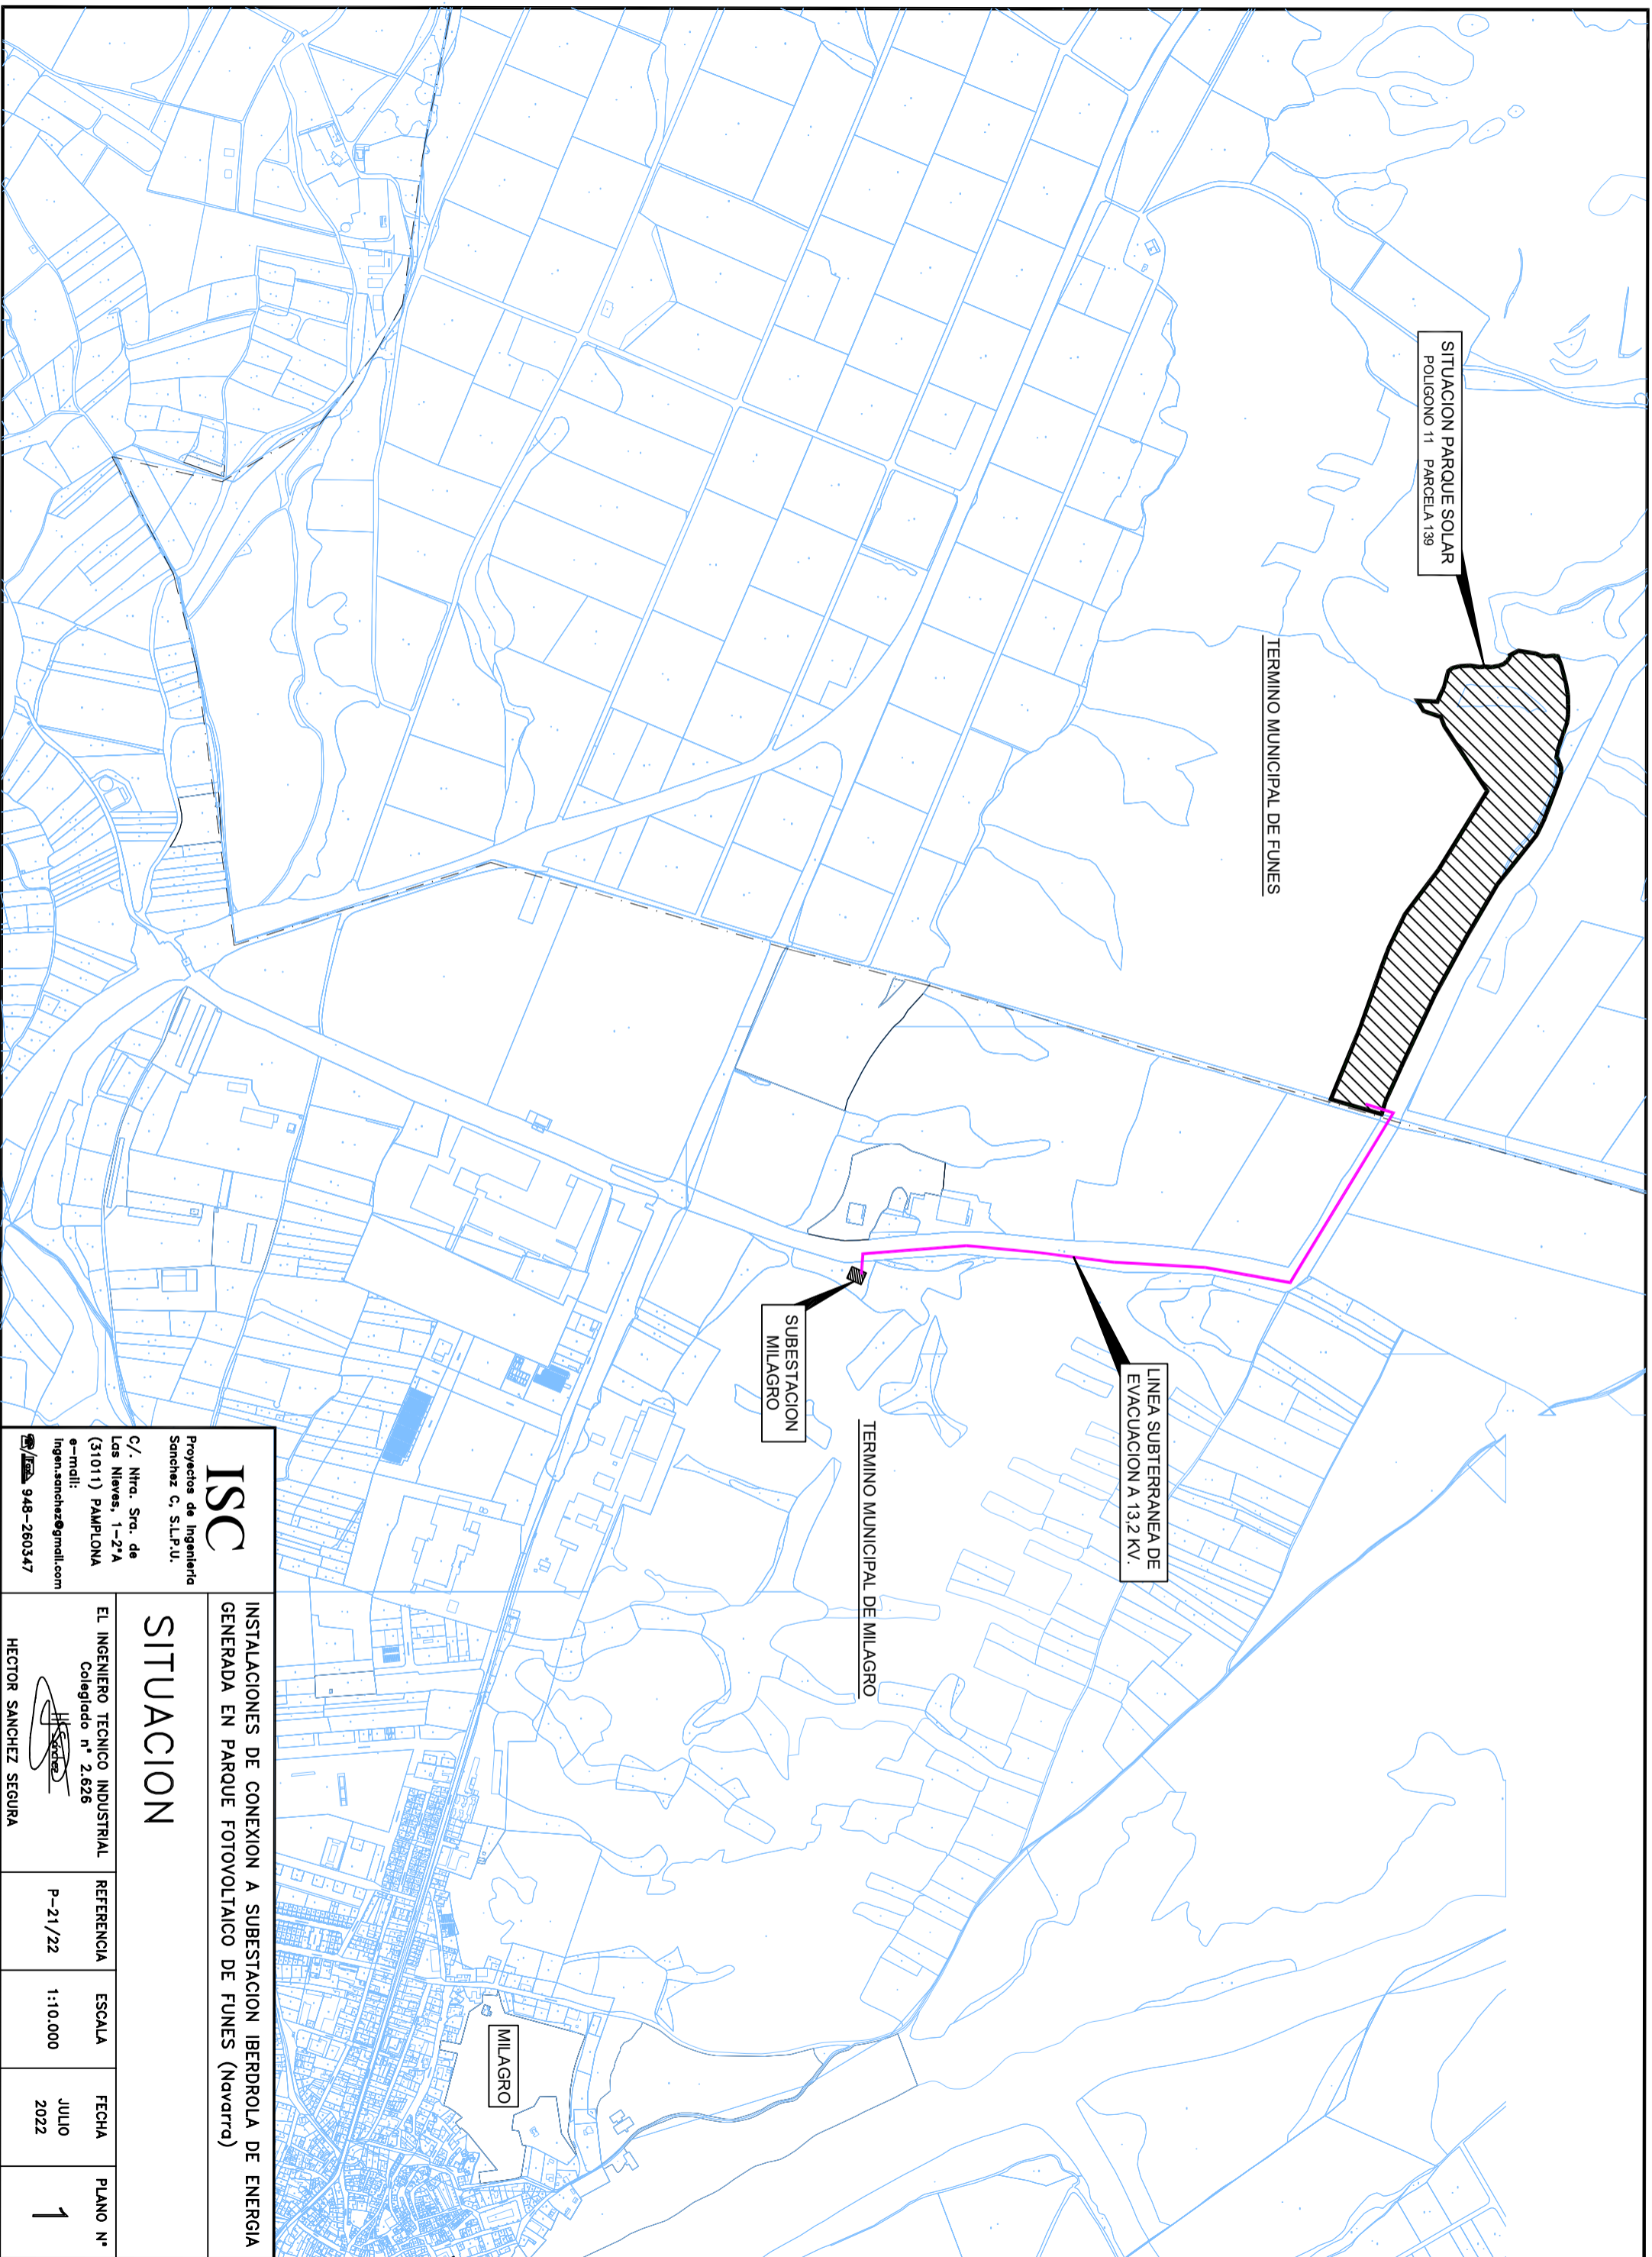 SITUACION PARQUE SOLAR
POLIGONO 11 PARCELA 139
TERMINO MUNICIPAL DE FUNES
LINEA SUBTERRANEA DE
EVACUACION A 13,2 KV.
SUBESTACION
MILAGRO
TERMINO MUNICIPAL DE MILAGRO
MILAGRO
ISC
Proyectos de Ingenieria
Sanchez C, S.L.P.U.
C/. Ntra. Sra. de
Las Nieves, 1-2ºA
(31011) PAMPLONA
e-mail:
ingen.sanchez@gmail.com
948-260347
INSTALACIONES DE CONEXION A SUBESTACION IBERDROLA DE ENERGIA
GENERADA EN PARQUE FOTOVOLTAICO DE FUNES (Navarra)
SITUACION
EL INGENIERO TECNICO INDUSTRIAL
Colegiado nº 2.626
HECTOR SANCHEZ SEGURA
REFERENCIA
P-21/22
ESCALA
1:10.000
FECHA
JULIO
2022
PLANO Nº
1